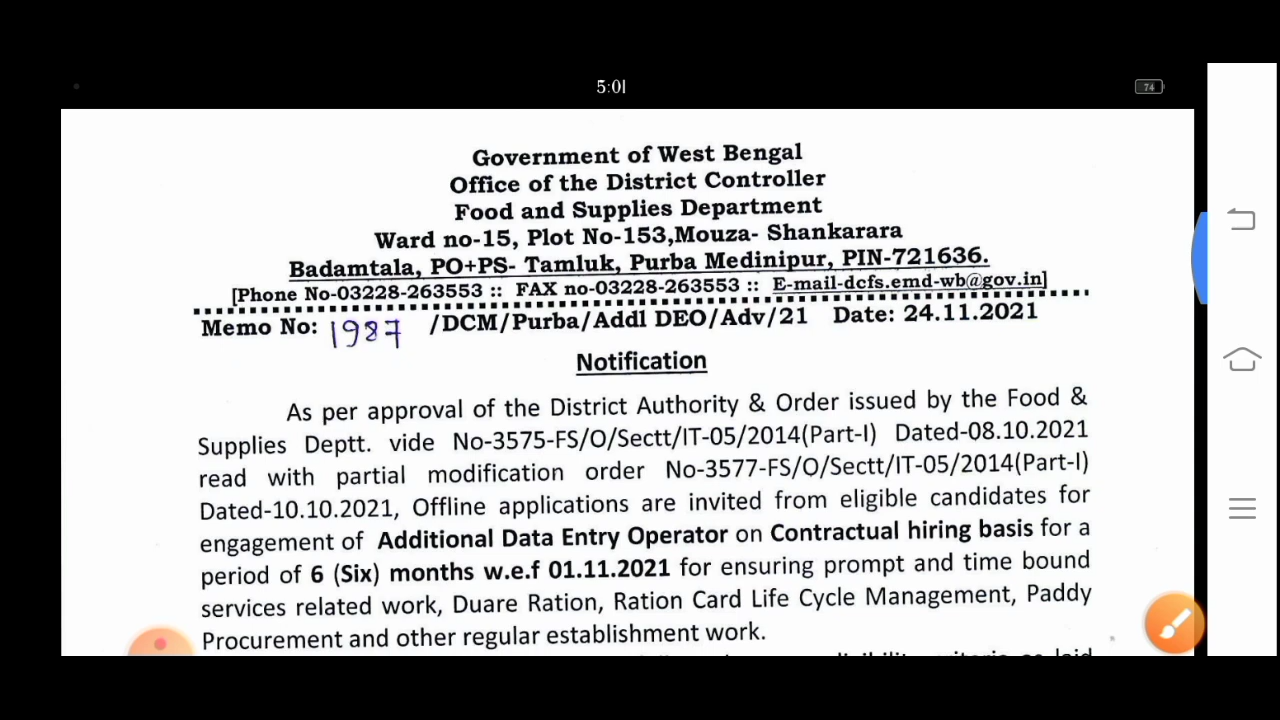 5:01
74
Government of West Bengal
Office of the District Controller
Food and Supplies Department
Ward no-15, Plot No-153,Mouza- Shankarara
Badamtala, PO+PS- Tamluk, Purba Medinipur, PIN-721636.
[Phone No-03228-263553 :: FAX no-03228-263553 :: E-mail-dcfs.emd-wb@gov.in]
Memo No: 1987 /DCM/Purba/Addl DEO/Adv/21 Date: 24.11.2021
Notification
As per approval of the District Authority & Order issued by the Food &
Supplies Deptt. vide No-3575-FS/O/Sectt/IT-05/2014(Part-I) Dated-08.10.2021
read with partial modification order No-3577-FS/O/Sectt/IT-05/2014(Part-I)
Dated-10.10.2021, Offline applications are invited from eligible candidates for
engagement of Additional Data Entry Operator on Contractual hiring basis for a
period of 6 (Six) months w.e.f 01.11.2021 for ensuring prompt and time bound
services related work, Duare Ration, Ration Card Life Cycle Management, Paddy
Procurement and other regular establishment work.